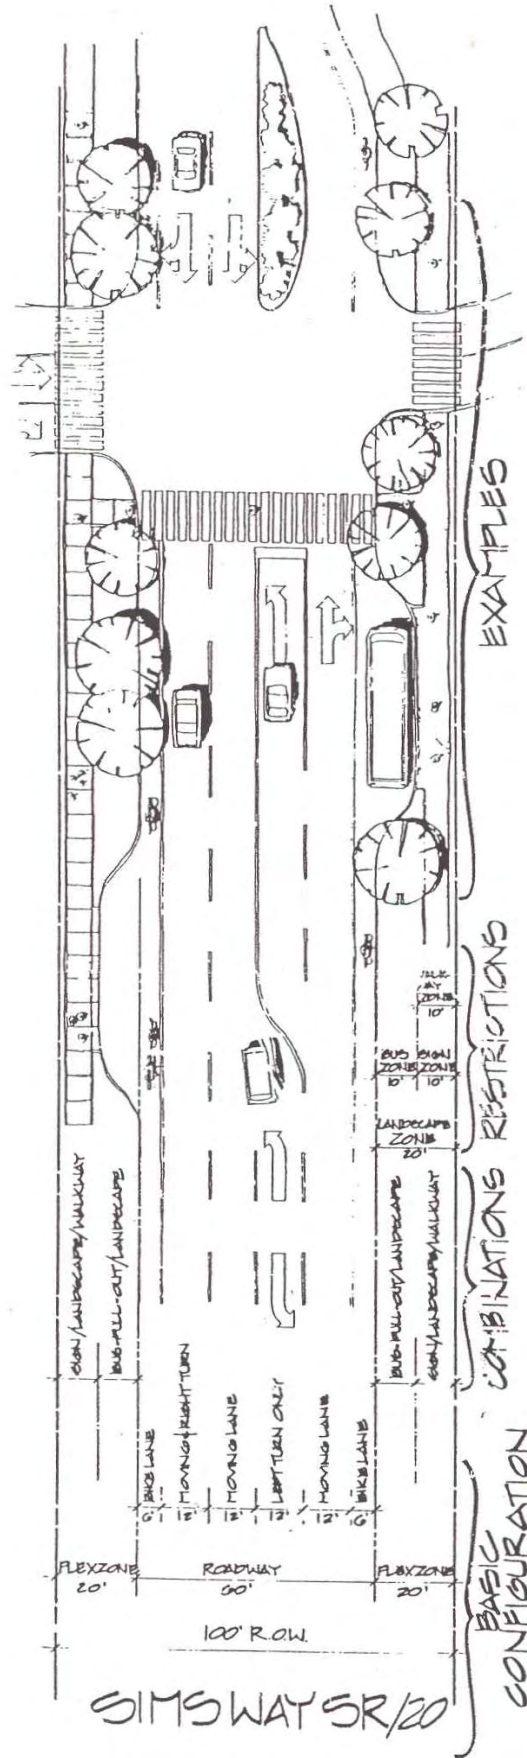 SIMS WAY SR/20
100' R.O.W.
FLEXZONE
20'
ROADWAY
60'
FLEXZONE
20'
6' BIKE LANE
12' MOVING & RIGHT TURN
12' MOVING LANE
12' LEFT TURN ONLY
12' MOVING LANE
6' BIKE LANE
SIGN/LANDSCAPE/WALKWAY
BUS-PULL-OUT/LANDSCAPE
BUS-PULL-OUT/LANDSCAPE
SIGN/LANDSCAPE/WALKWAY
LANDSCAPE
ZONE
20'
BUS
ZONE
10'
SIGN
ZONE
10'
ZONE
10'
BASIC
CONFIGURATION
COMBINATIONS
RESTRICTIONS
EXAMPLES